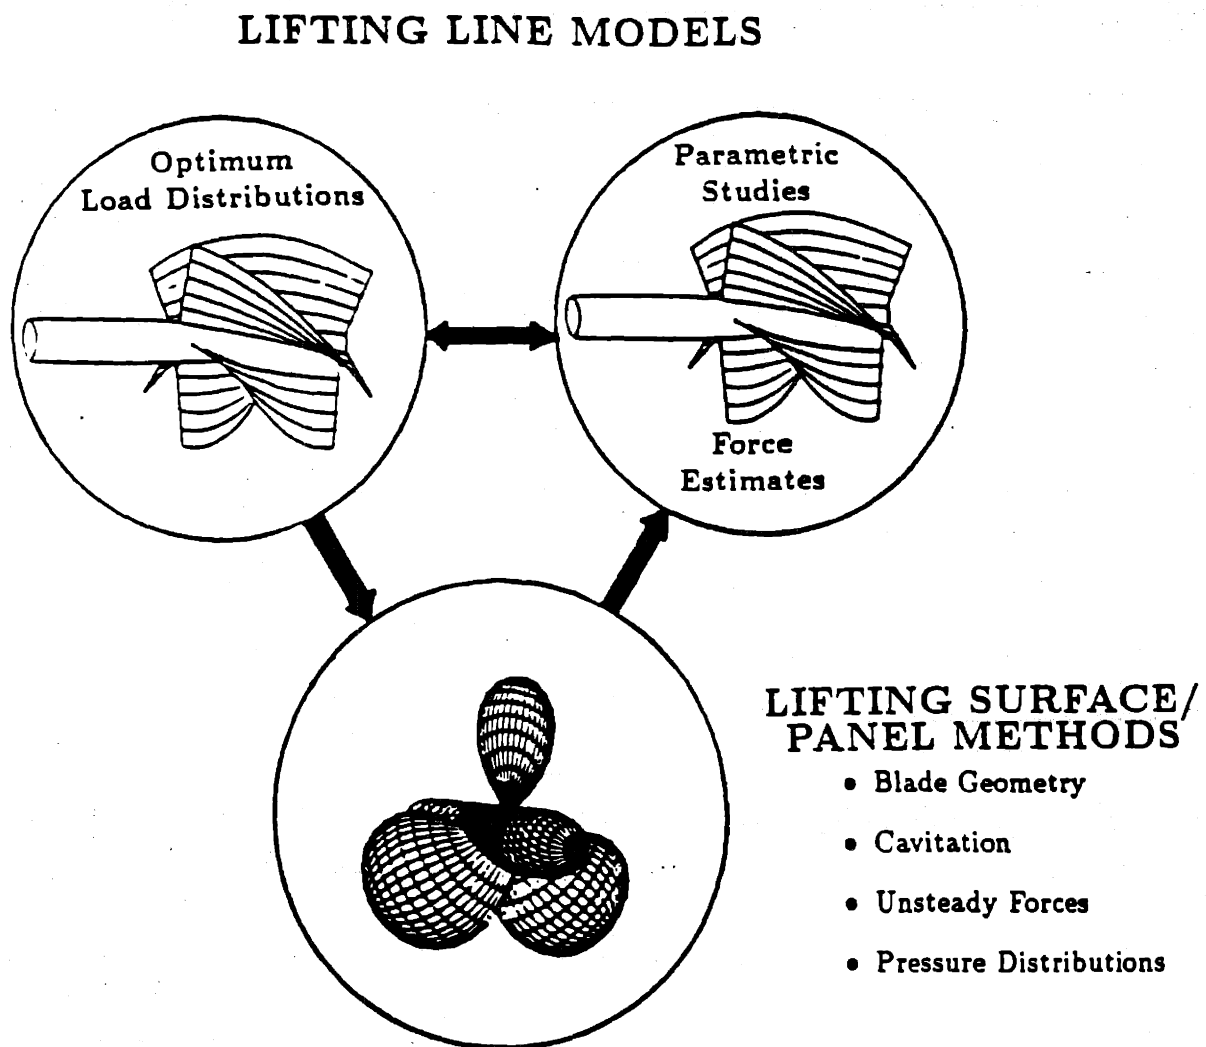 LIFTING LINE MODELS
Optimum
Load Distributions
Parametric
Studies
Force
Estimates
LIFTING SURFACE/
PANEL METHODS
• Blade Geometry
• Cavitation
• Unsteady Forces
• Pressure Distributions